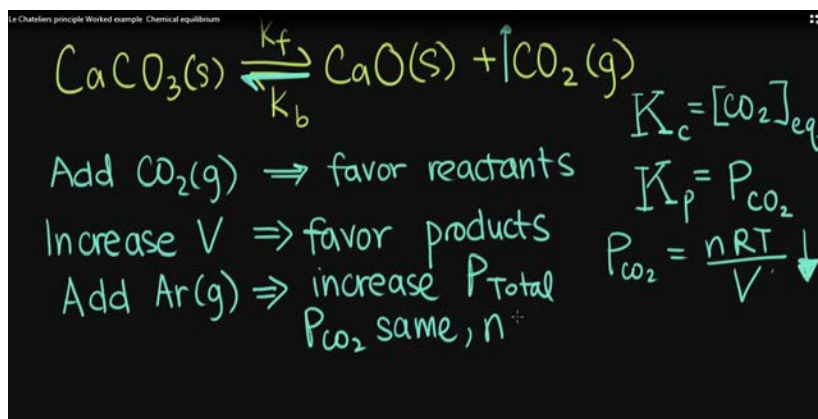 Le Chateliers principle Worked example Chemical equilibrium
Kf
CaCO₃(s) ⇌ CaO(s) + ↑CO₂(g)
Kb
Kc = [CO₂]eq
Add CO₂(g) ⇒ favor reactants
Kp = PCO₂
Increase V ⇒ favor products
PCO₂ = nRT/V ↓
Add Ar(g) ⇒ increase PTotal
PCO₂ same, n